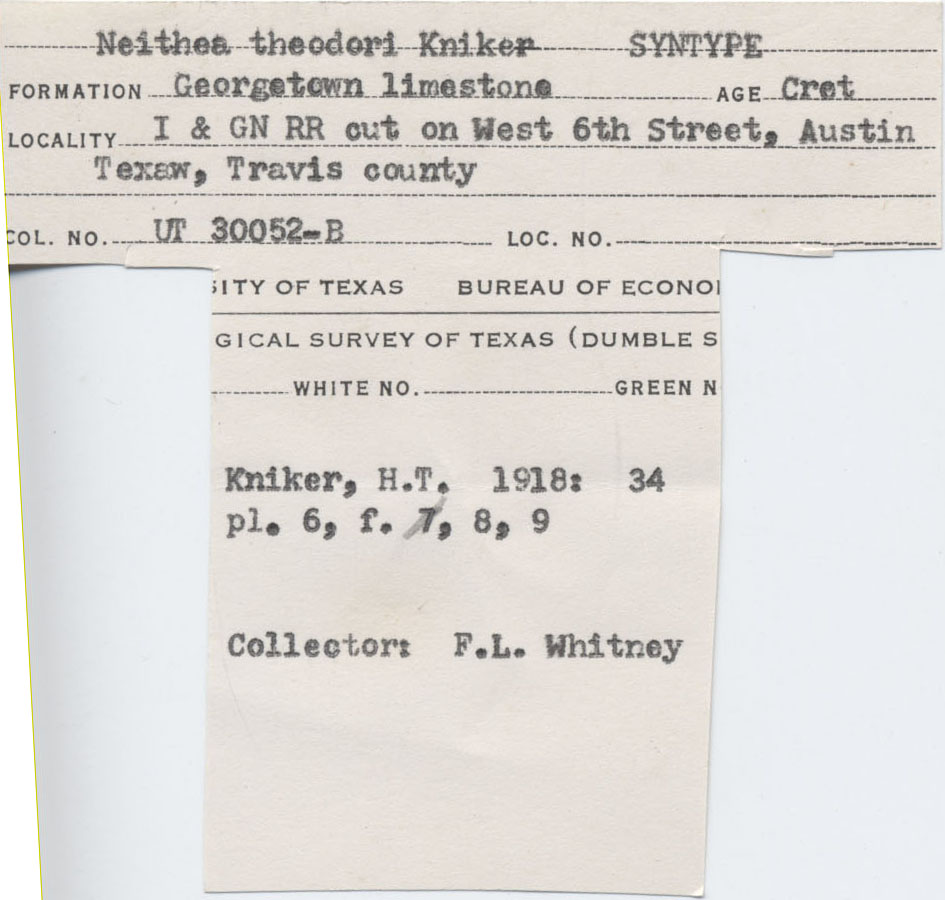 Neithea theodori Kniker SYNTYPE
FORMATION Georgetown limestone AGE Cret
LOCALITY I & GN RR cut on West 6th Street, Austin
Texaw, Travis county
COL. NO. UT 30052-B LOC. NO.
SITY OF TEXAS BUREAU OF ECONO
GICAL SURVEY OF TEXAS (DUMBLE S
WHITE NO. GREEN N
Kniker, H.T. 1918: 34
pl. 6, f. 7, 8, 9
Collector: F.L. Whitney